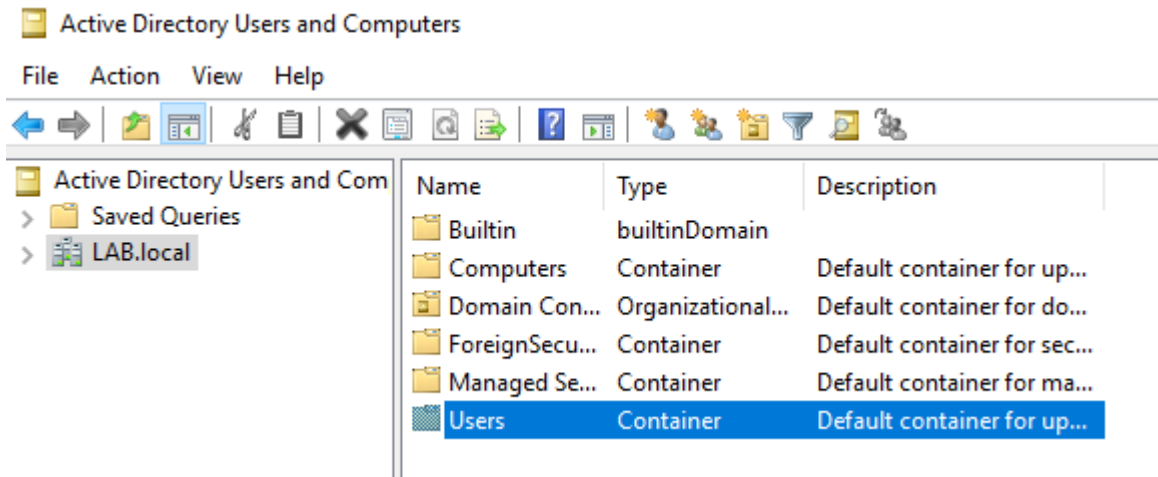 Active Directory Users and Computers
File Action View Help
Active Directory Users and Com
Saved Queries
LAB.local
Name Type Description
Builtin builtinDomain
Computers Container Default container for up...
Domain Con... Organizational... Default container for do...
ForeignSecu... Container Default container for sec...
Managed Se... Container Default container for ma...
Users Container Default container for up...